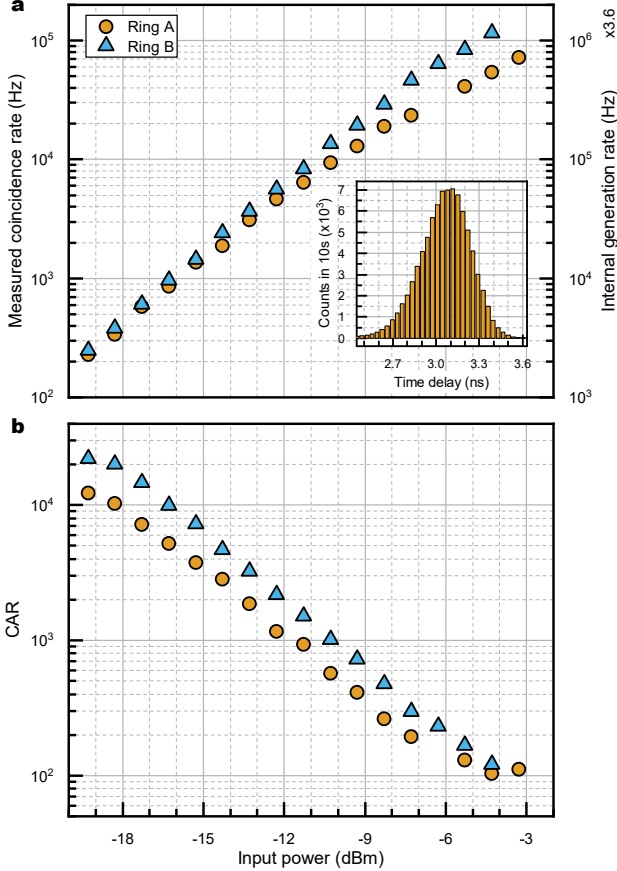 a
Ring A
Ring B
x3.6
10^5
10^4
10^3
10^2
Measured coincidence rate (Hz)
10^6
10^5
10^4
10^3
Internal generation rate (Hz)
7
6
5
4
3
2
1
0
Counts in 10s (x10^3)
2.7 3.0 3.3 3.6
Time delay (ns)
b
10^4
10^3
10^2
CAR
-18 -15 -12 -9 -6 -3
Input power (dBm)